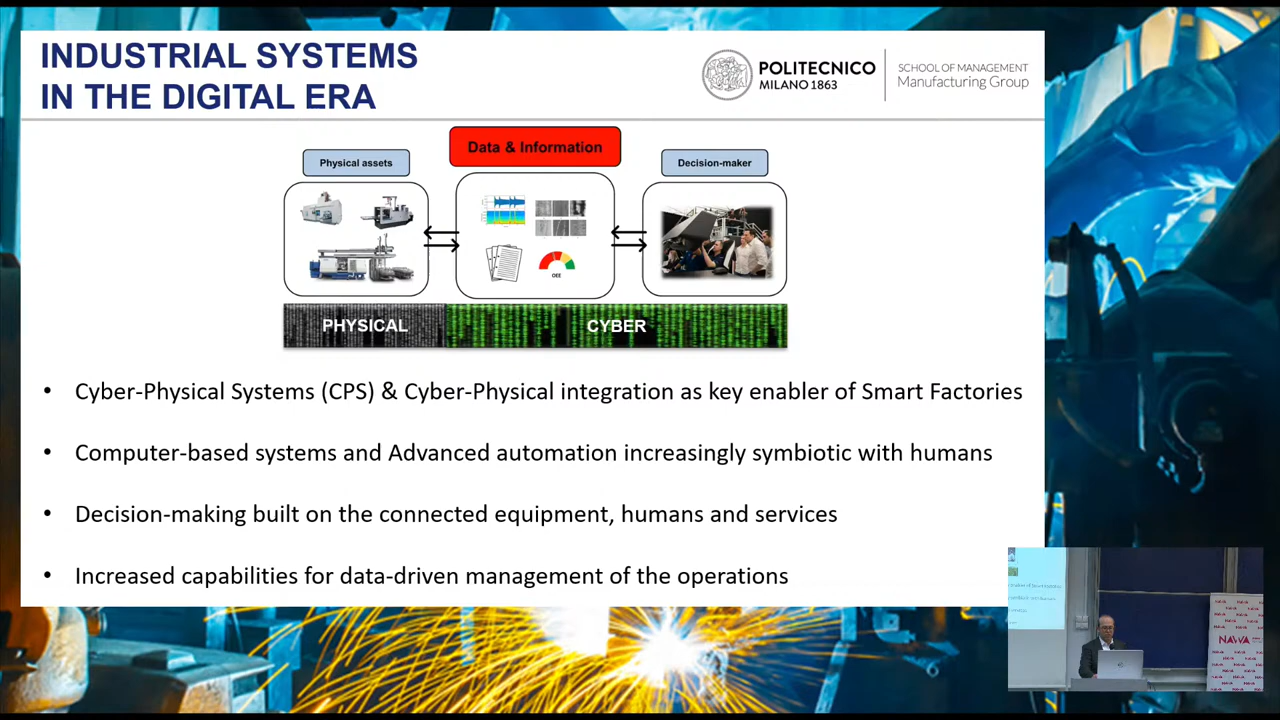 INDUSTRIAL SYSTEMS
IN THE DIGITAL ERA
POLITECNICO
MILANO 1863
SCHOOL OF MANAGEMENT
Manufacturing Group
Physical assets
Data & Information
Decision-maker
OEE
PHYSICAL
CYBER
• Cyber-Physical Systems (CPS) & Cyber-Physical integration as key enabler of Smart Factories
• Computer-based systems and Advanced automation increasingly symbiotic with humans
• Decision-making built on the connected equipment, humans and services
• Increased capabilities for data-driven management of the operations
NAWA